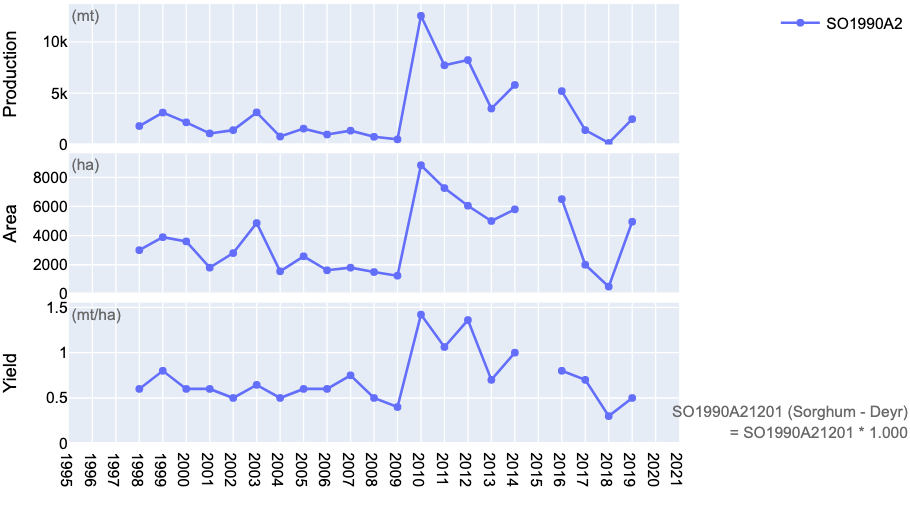 (mt)
SO1990A2
Production
10k
5k
0
(ha)
Area
8000
6000
4000
2000
0
(mt/ha)
Yield
1.5
1
0.5
0
SO1990A21201 (Sorghum - Deyr)
= SO1990A21201 * 1.000
1995 1996 1997 1998 1999 2000 2001 2002 2003 2004 2005 2006 2007 2008 2009 2010 2011 2012 2013 2014 2015 2016 2017 2018 2019 2020 2021